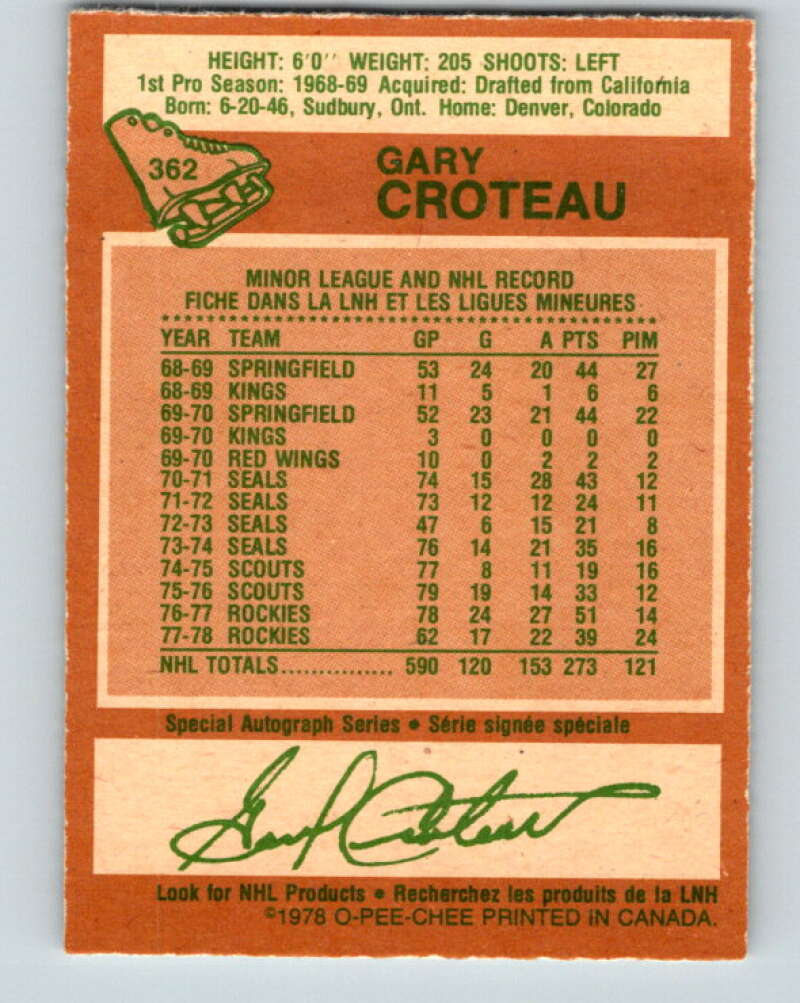 HEIGHT: 6'0" WEIGHT: 205 SHOOTS: LEFT
1st Pro Season: 1968-69 Acquired: Drafted from California
Born: 6-20-46, Sudbury, Ont. Home: Denver, Colorado
362
GARY
CROTEAU
MINOR LEAGUE AND NHL RECORD
FICHE DANS LA LNH ET LES LIGUES MINEURES
YEAR TEAM GP G A PTS PIM
68-69 SPRINGFIELD 53 24 20 44 27
68-69 KINGS 11 5 1 6 6
69-70 SPRINGFIELD 52 23 21 44 22
69-70 KINGS 3 0 0 0 0
69-70 RED WINGS 10 0 2 2 2
70-71 SEALS 74 15 28 43 12
71-72 SEALS 73 12 12 24 11
72-73 SEALS 47 6 15 21 8
73-74 SEALS 76 14 21 35 16
74-75 SCOUTS 77 8 11 19 16
75-76 SCOUTS 79 19 14 33 12
76-77 ROCKIES 78 24 27 51 14
77-78 ROCKIES 62 17 22 39 24
NHL TOTALS............... 590 120 153 273 121
Special Autograph Series • Série signée spéciale
Gary Croteau
Look for NHL Products • Recherchez les produits de la LNH
©1978 O-PEE-CHEE PRINTED IN CANADA.